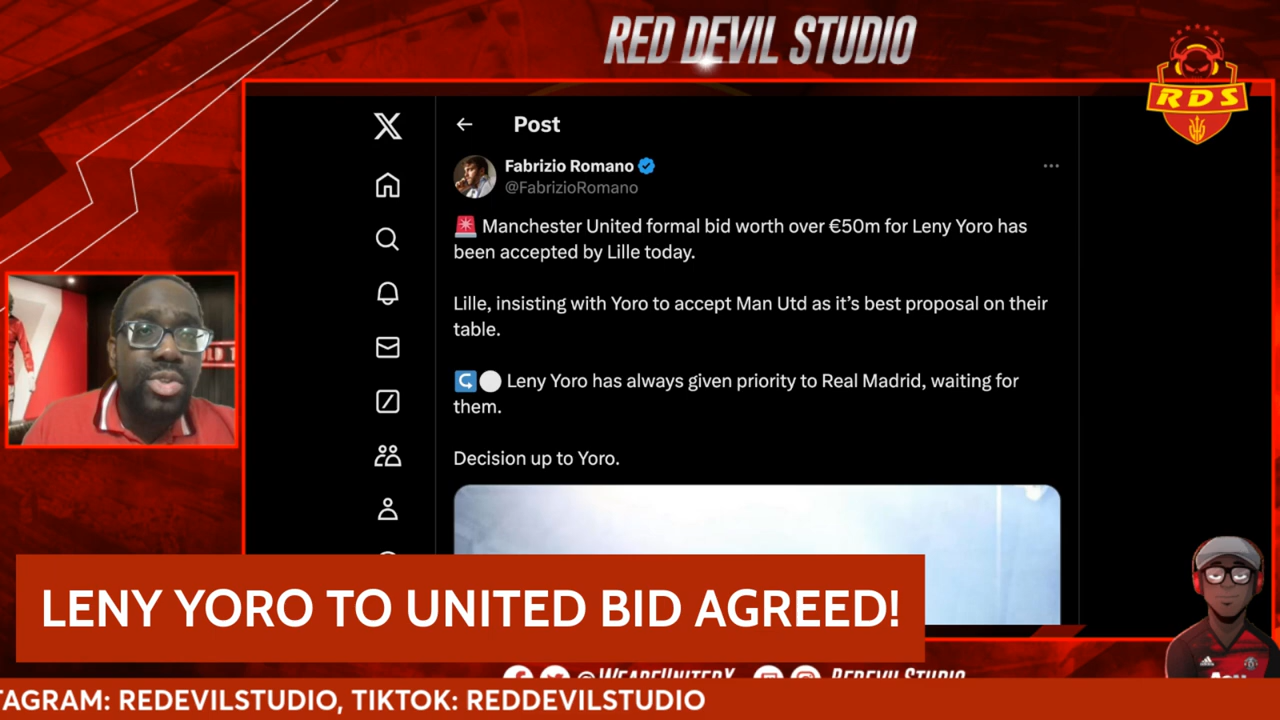 RED DEVIL STUDIO
RDS
Post
Fabrizio Romano
@FabrizioRomano
Manchester United formal bid worth over €50m for Leny Yoro has
been accepted by Lille today.
Lille, insisting with Yoro to accept Man Utd as it’s best proposal on their
table.
Leny Yoro has always given priority to Real Madrid, waiting for
them.
Decision up to Yoro.
LENY YORO TO UNITED BID AGREED!
@WEAREUNITEDX
REDEVIL STUDIO
TAGRAM: REDEVILSTUDIO, TIKTOK: REDDEVILSTUDIO